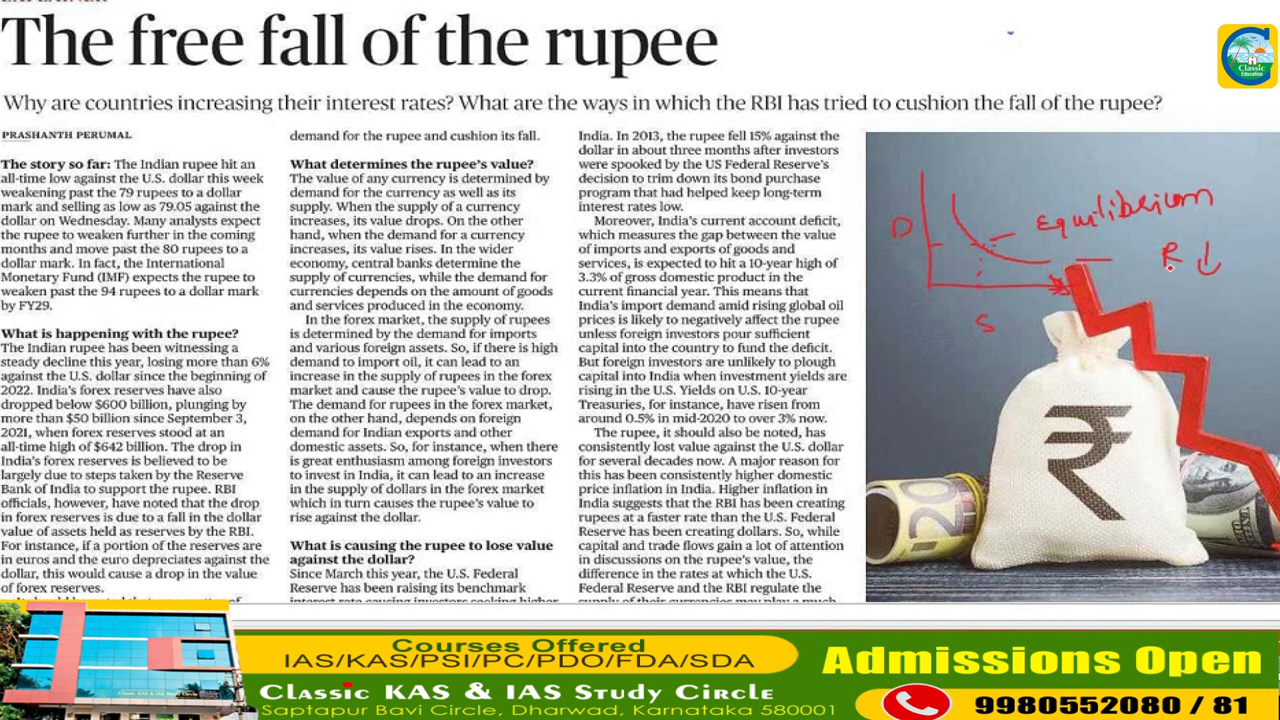 The free fall of the rupee
Why are countries increasing their interest rates? What are the ways in which the RBI has tried to cushion the fall of the rupee?
PRASHANTH PERUMAL
The story so far: The Indian rupee hit an
all-time low against the U.S. dollar this week
weakening past the 79 rupees to a dollar
mark and selling as low as 79.05 against the
dollar on Wednesday. Many analysts expect
the rupee to weaken further in the coming
months and move past the 80 rupees to a
dollar mark. In fact, the International
Monetary Fund (IMF) expects the rupee to
weaken past the 94 rupees to a dollar mark
by FY29.
What is happening with the rupee?
The Indian rupee has been witnessing a
steady decline this year, losing more than 6%
against the U.S. dollar since the beginning of
2022. India's forex reserves have also
dropped below $600 billion, plunging by
more than $50 billion since September 3,
2021, when forex reserves stood at an
all-time high of $642 billion. The drop in
India's forex reserves is believed to be
largely due to steps taken by the Reserve
Bank of India to support the rupee. RBI
officials, however, have noted that the drop
in forex reserves is due to a fall in the dollar
value of assets held as reserves by the RBI.
For instance, if a portion of the reserves are
in euros and the euro depreciates against the
dollar, this would cause a drop in the value
of forex reserves.
demand for the rupee and cushion its fall.
What determines the rupee's value?
The value of any currency is determined by
demand for the currency as well as its
supply. When the supply of a currency
increases, its value drops. On the other
hand, when the demand for a currency
increases, its value rises. In the wider
economy, central banks determine the
supply of currencies, while the demand for
currencies depends on the amount of goods
and services produced in the economy.
In the forex market, the supply of rupees
is determined by the demand for imports
and various foreign assets. So, if there is high
demand to import oil, it can lead to an
increase in the supply of rupees in the forex
market and cause the rupee's value to drop.
The demand for rupees in the forex market,
on the other hand, depends on foreign
demand for Indian exports and other
domestic assets. So, for instance, when there
is great enthusiasm among foreign investors
to invest in India, it can lead to an increase
in the supply of dollars in the forex market
which in turn causes the rupee's value to
rise against the dollar.
What is causing the rupee to lose value
against the dollar?
Since March this year, the U.S. Federal
Reserve has been raising its benchmark
interest rate causing investors seeking higher
India. In 2013, the rupee fell 15% against the
dollar in about three months after investors
were spooked by the US Federal Reserve's
decision to trim down its bond purchase
program that had helped keep long-term
interest rates low.
Moreover, India's current account deficit,
which measures the gap between the value
of imports and exports of goods and
services, is expected to hit a 10-year high of
3.3% of gross domestic product in the
current financial year. This means that
India's import demand amid rising global oil
prices is likely to negatively affect the rupee
unless foreign investors pour sufficient
capital into the country to fund the deficit.
But foreign investors are unlikely to plough
capital into India when investment yields are
rising in the U.S. Yields on U.S. 10-year
Treasuries, for instance, have risen from
around 0.5% in mid-2020 to over 3% now.
The rupee, it should also be noted, has
consistently lost value against the U.S. dollar
for several decades now. A major reason for
this has been consistently higher domestic
price inflation in India. Higher inflation in
India suggests that the RBI has been creating
rupees at a faster rate than the U.S. Federal
Reserve has been creating dollars. So, while
capital and trade flows gain a lot of attention
in discussions on the rupee's value, the
difference in the rates at which the U.S.
Federal Reserve and the RBI regulate the
supply of their currencies may play a much
Classic
Education
D
Equilibrium
R ↓
S
₹
120
Courses Offered
IAS/KAS/PSI/PC/PDO/FDA/SDA
Classic KAS & IAS Study Circle
Saptapur Bavi Circle, Dharwad, Karnataka 580001
Admissions Open
9980552080 / 81